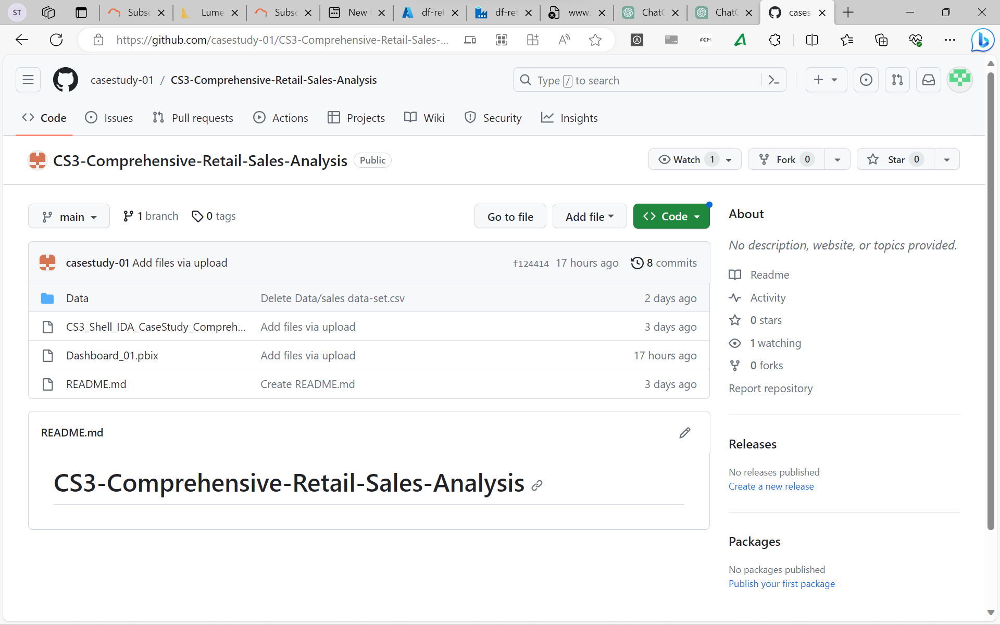 ST
Subsc
Lume
Subsc
New t
df-ret
df-ret
www.
ChatG
ChatG
cases
https://github.com/casestudy-01/CS3-Comprehensive-Retail-Sales-...
FCM
casestudy-01 / CS3-Comprehensive-Retail-Sales-Analysis
Type / to search
Code
Issues
Pull requests
Actions
Projects
Wiki
Security
Insights
CS3-Comprehensive-Retail-Sales-Analysis Public
Watch 1
Fork 0
Star 0
main
1 branch
0 tags
Go to file
Add file
Code
casestudy-01 Add files via upload
f124414 17 hours ago
8 commits
Data Delete Data/sales data-set.csv 2 days ago
CS3_Shell_IDA_CaseStudy_Compreh... Add files via upload 3 days ago
Dashboard_01.pbix Add files via upload 17 hours ago
README.md Create README.md 3 days ago
README.md
CS3-Comprehensive-Retail-Sales-Analysis
About
No description, website, or topics provided.
Readme
Activity
0 stars
1 watching
0 forks
Report repository
Releases
No releases published
Create a new release
Packages
No packages published
Publish your first package